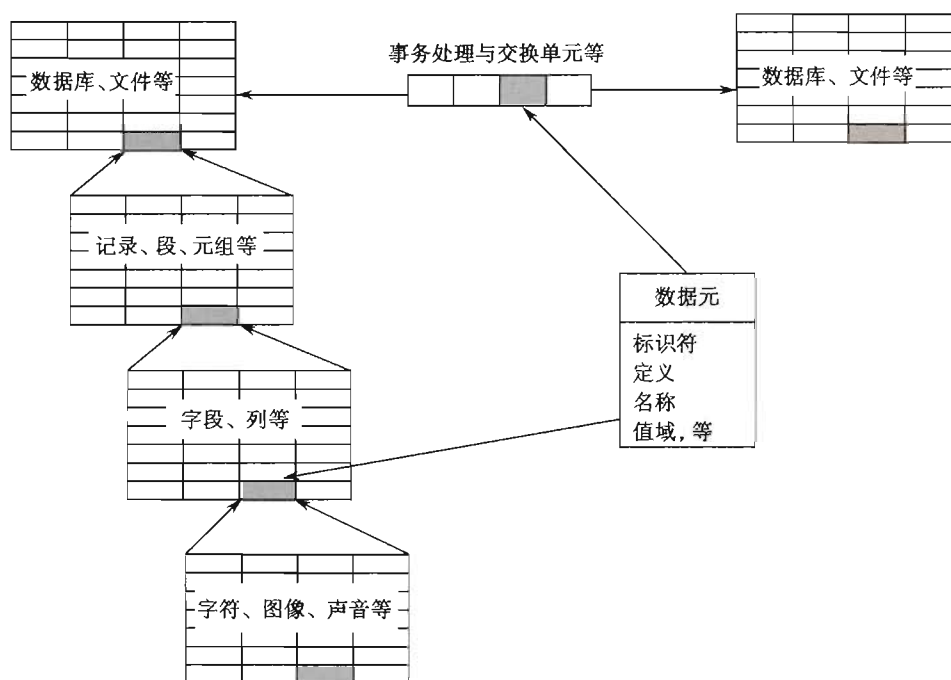 事务处理与交换单元等
数据库、文件等
数据库、文件等
记录、段、元组等
数据元
标识符
定义
名称
值域,等
字段、列等
字符、图像、声音等